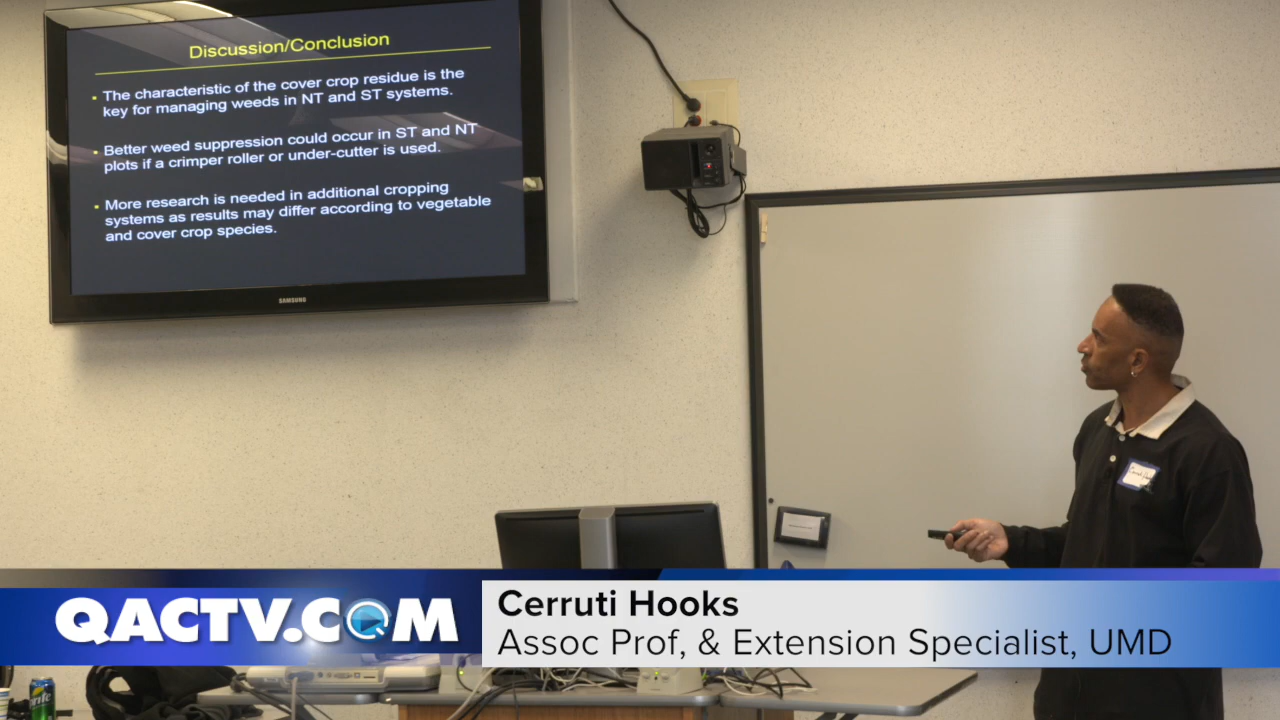 Discussion/Conclusion
The characteristic of the cover crop residue is the
key for managing weeds in NT and ST systems.
Better weed suppression could occur in ST and NT
plots if a crimper roller or under-cutter is used.
More research is needed in additional cropping
systems as results may differ according to vegetable
and cover crop species.
SAMSUNG
QACTV.COM
Cerruti Hooks
Assoc Prof, & Extension Specialist, UMD